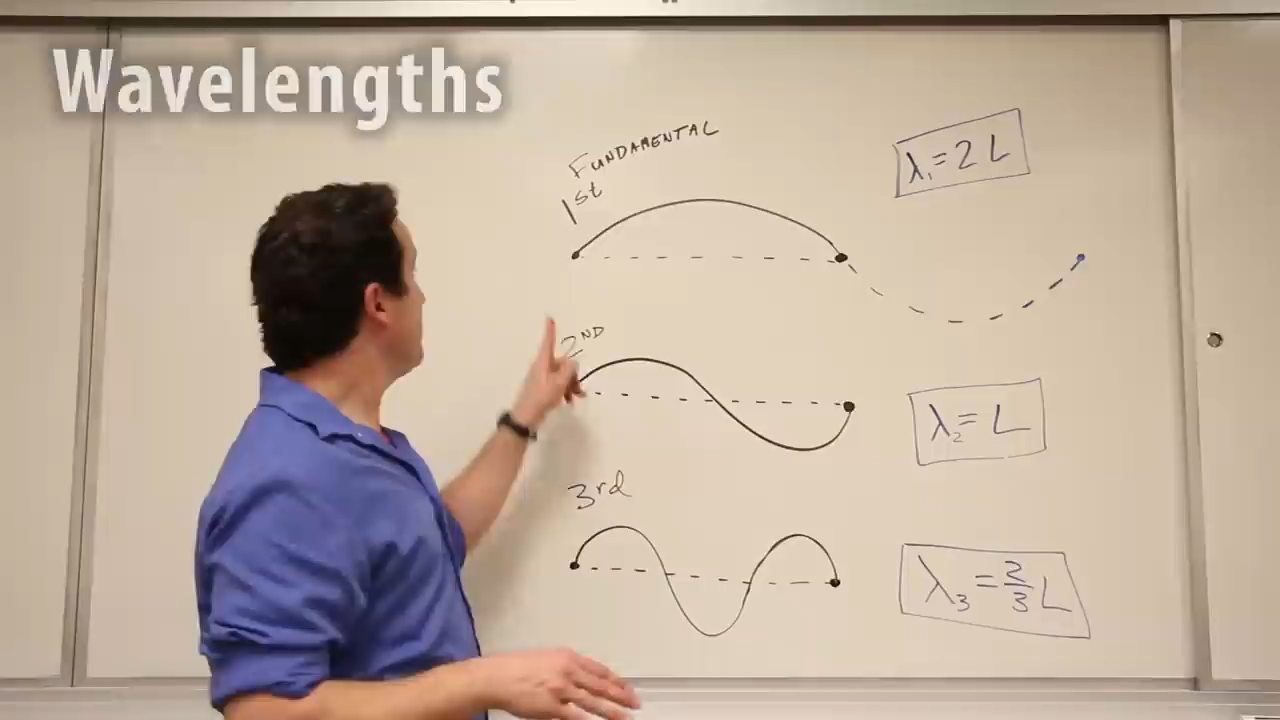 Wavelengths
FUNDAMENTAL
1st
λ₁ = 2 L
2ND
λ₂ = L
3rd
λ₃ = 2/3 L